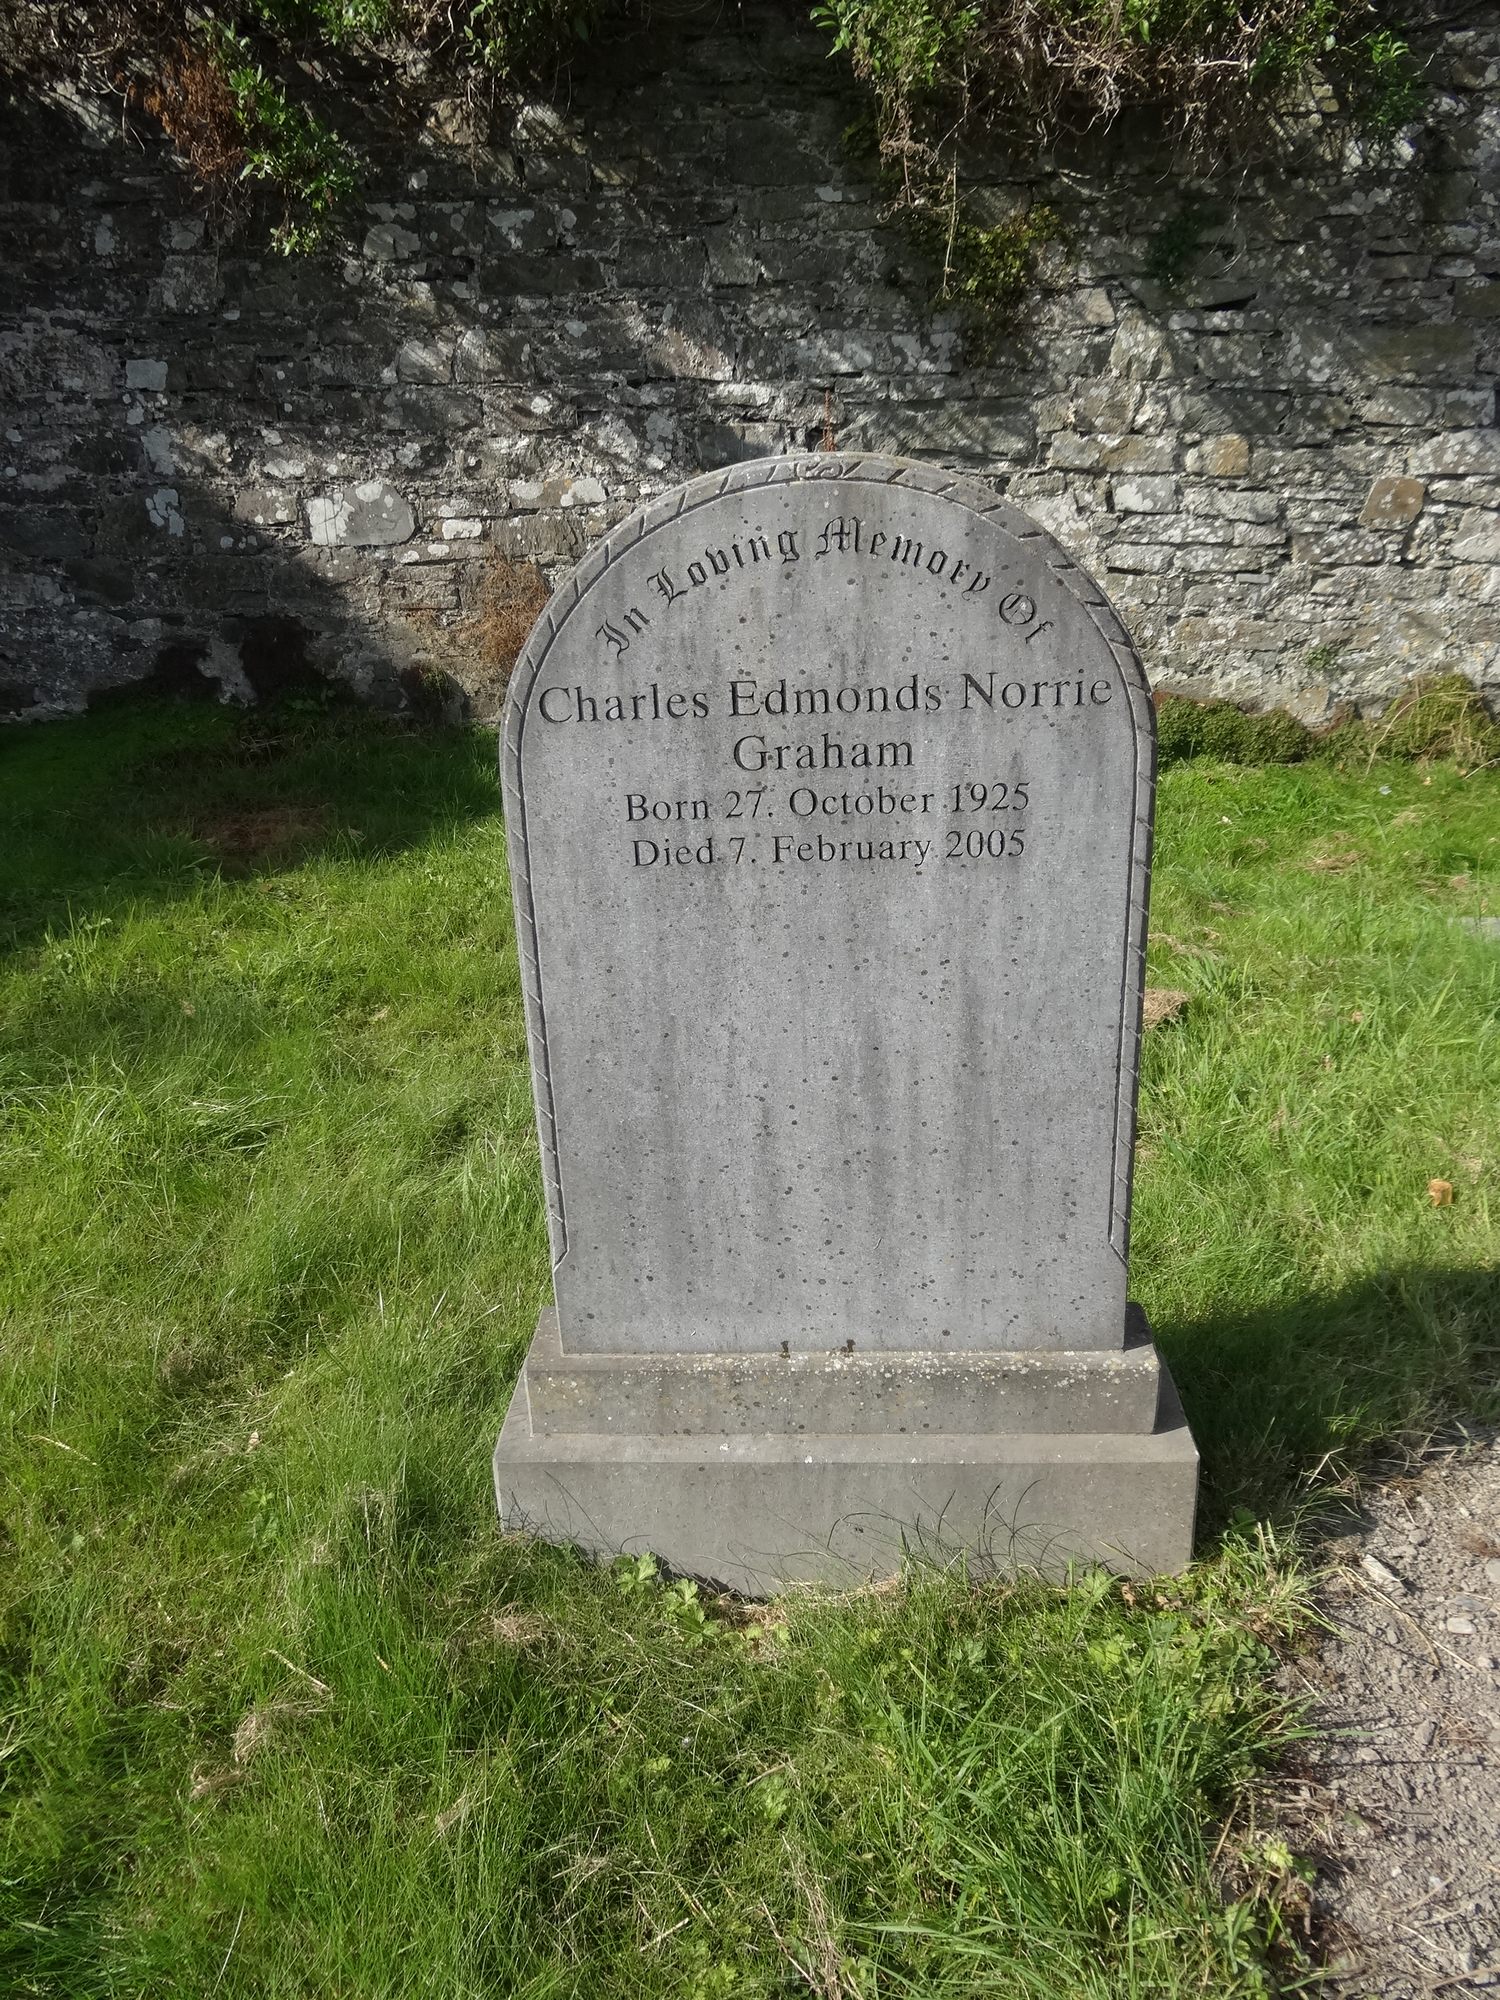 In Loving Memory Of
Charles Edmonds Norrie
Graham
Born 27. October 1925
Died 7. February 2005